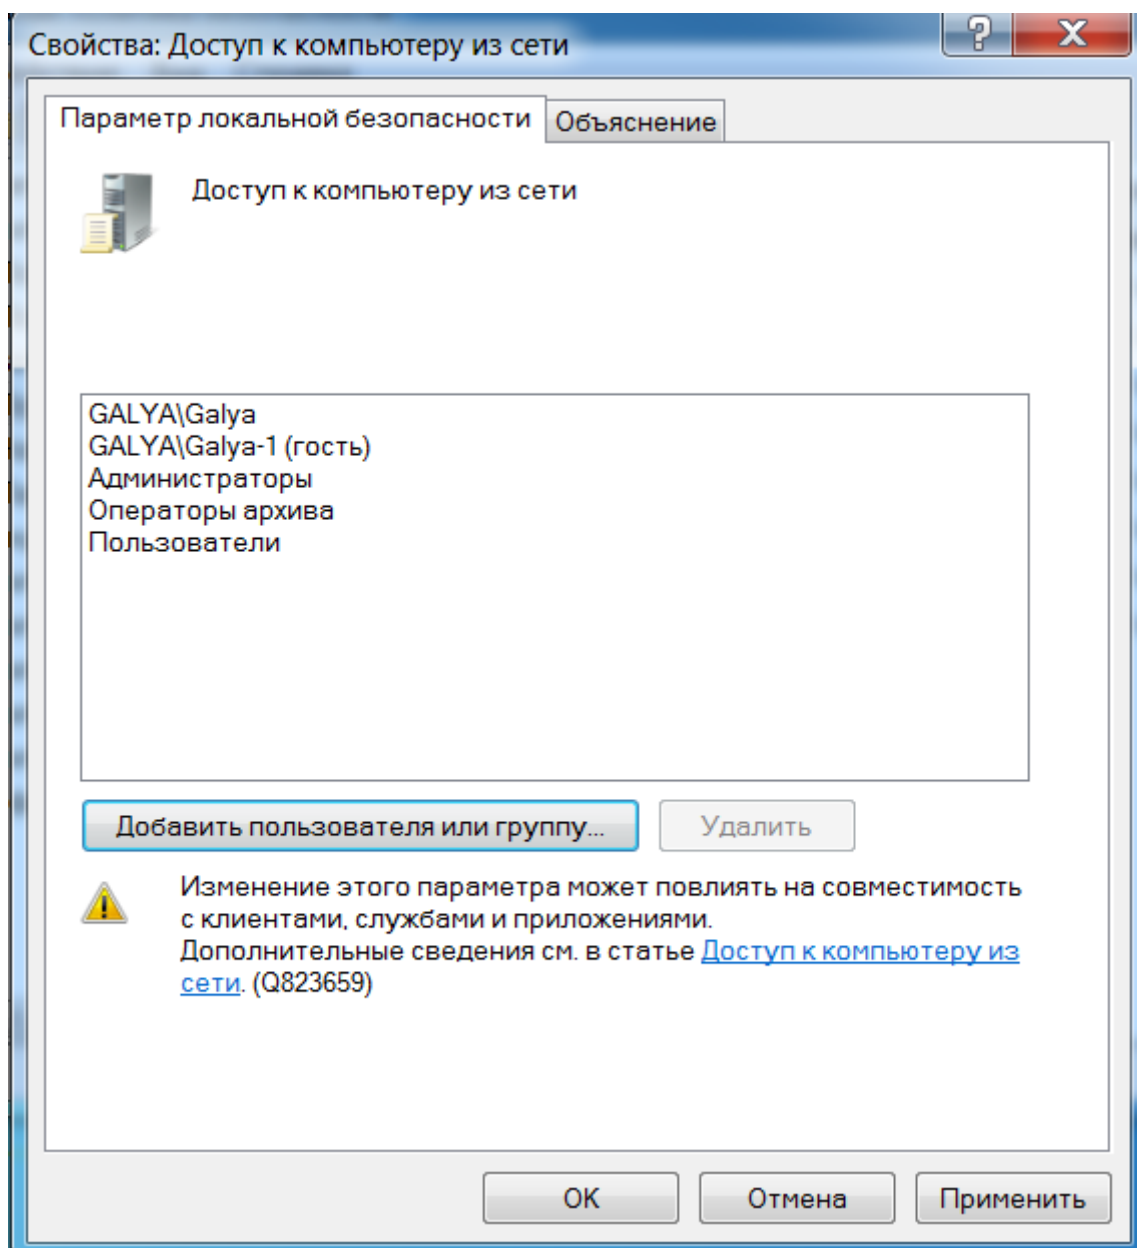 Свойства: Доступ к компьютеру из сети
Параметр локальной безопасности
Объяснение
Доступ к компьютеру из сети
GALYA\Galya
GALYA\Galya-1 (гость)
Администраторы
Операторы архива
Пользователи
Добавить пользователя или группу...
Удалить
Изменение этого параметра может повлиять на совместимость
с клиентами, службами и приложениями.
Дополнительные сведения см. в статье Доступ к компьютеру из
сети. (Q823659)
OK
Отмена
Применить